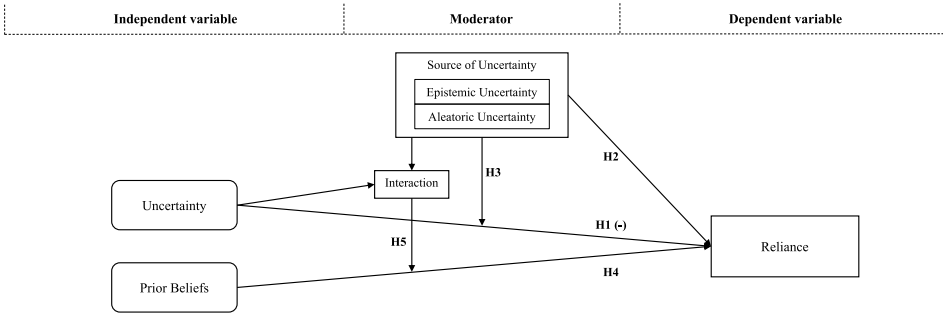 Independent variable
Moderator
Dependent variable
Source of Uncertainty
Epistemic Uncertainty
Aleatoric Uncertainty
H2
H3
Interaction
Uncertainty
H1 (-)
H5
Reliance
H4
Prior Beliefs